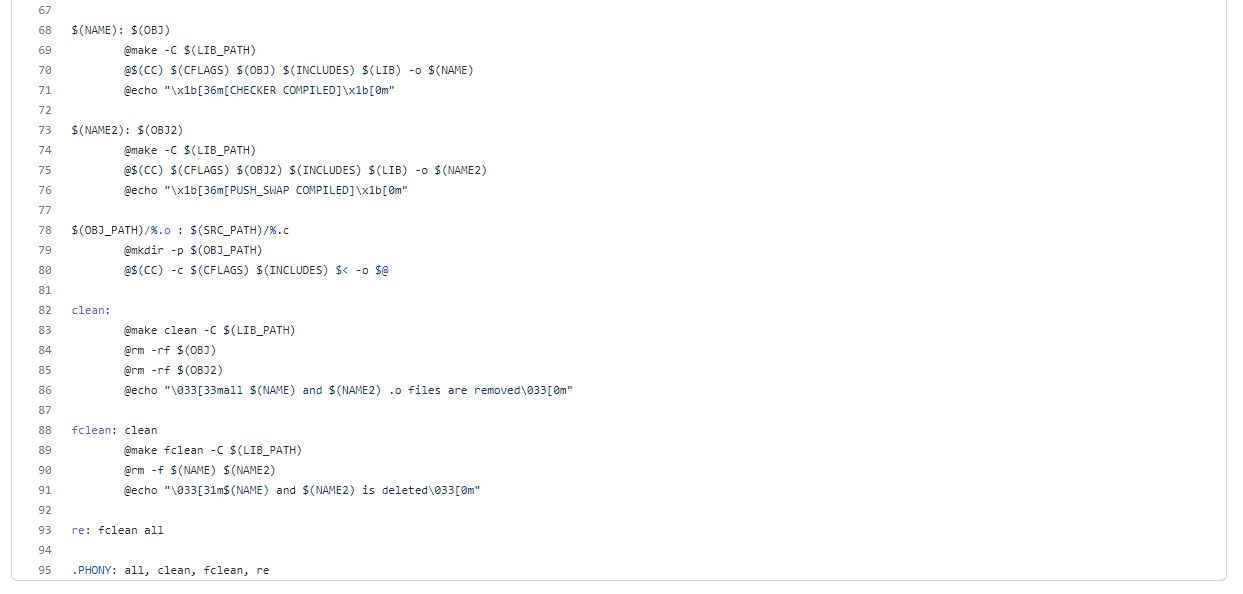 67
68 $(NAME): $(OBJ)
69 @make -C $(LIB_PATH)
70 @$(CC) $(CFLAGS) $(OBJ) $(INCLUDES) $(LIB) -o $(NAME)
71 @echo "\x1b[36m[CHECKER COMPILED]\x1b[0m"
72
73 $(NAME2): $(OBJ2)
74 @make -C $(LIB_PATH)
75 @$(CC) $(CFLAGS) $(OBJ2) $(INCLUDES) $(LIB) -o $(NAME2)
76 @echo "\x1b[36m[PUSH_SWAP COMPILED]\x1b[0m"
77
78 $(OBJ_PATH)/%.o : $(SRC_PATH)/%.c
79 @mkdir -p $(OBJ_PATH)
80 @$(CC) -c $(CFLAGS) $(INCLUDES) $< -o $@
81
82 clean:
83 @make clean -C $(LIB_PATH)
84 @rm -rf $(OBJ)
85 @rm -rf $(OBJ2)
86 @echo "\033[33mall $(NAME) and $(NAME2) .o files are removed\033[0m"
87
88 fclean: clean
89 @make fclean -C $(LIB_PATH)
90 @rm -f $(NAME) $(NAME2)
91 @echo "\033[31m$(NAME) and $(NAME2) is deleted\033[0m"
92
93 re: fclean all
94
95 .PHONY: all, clean, fclean, re